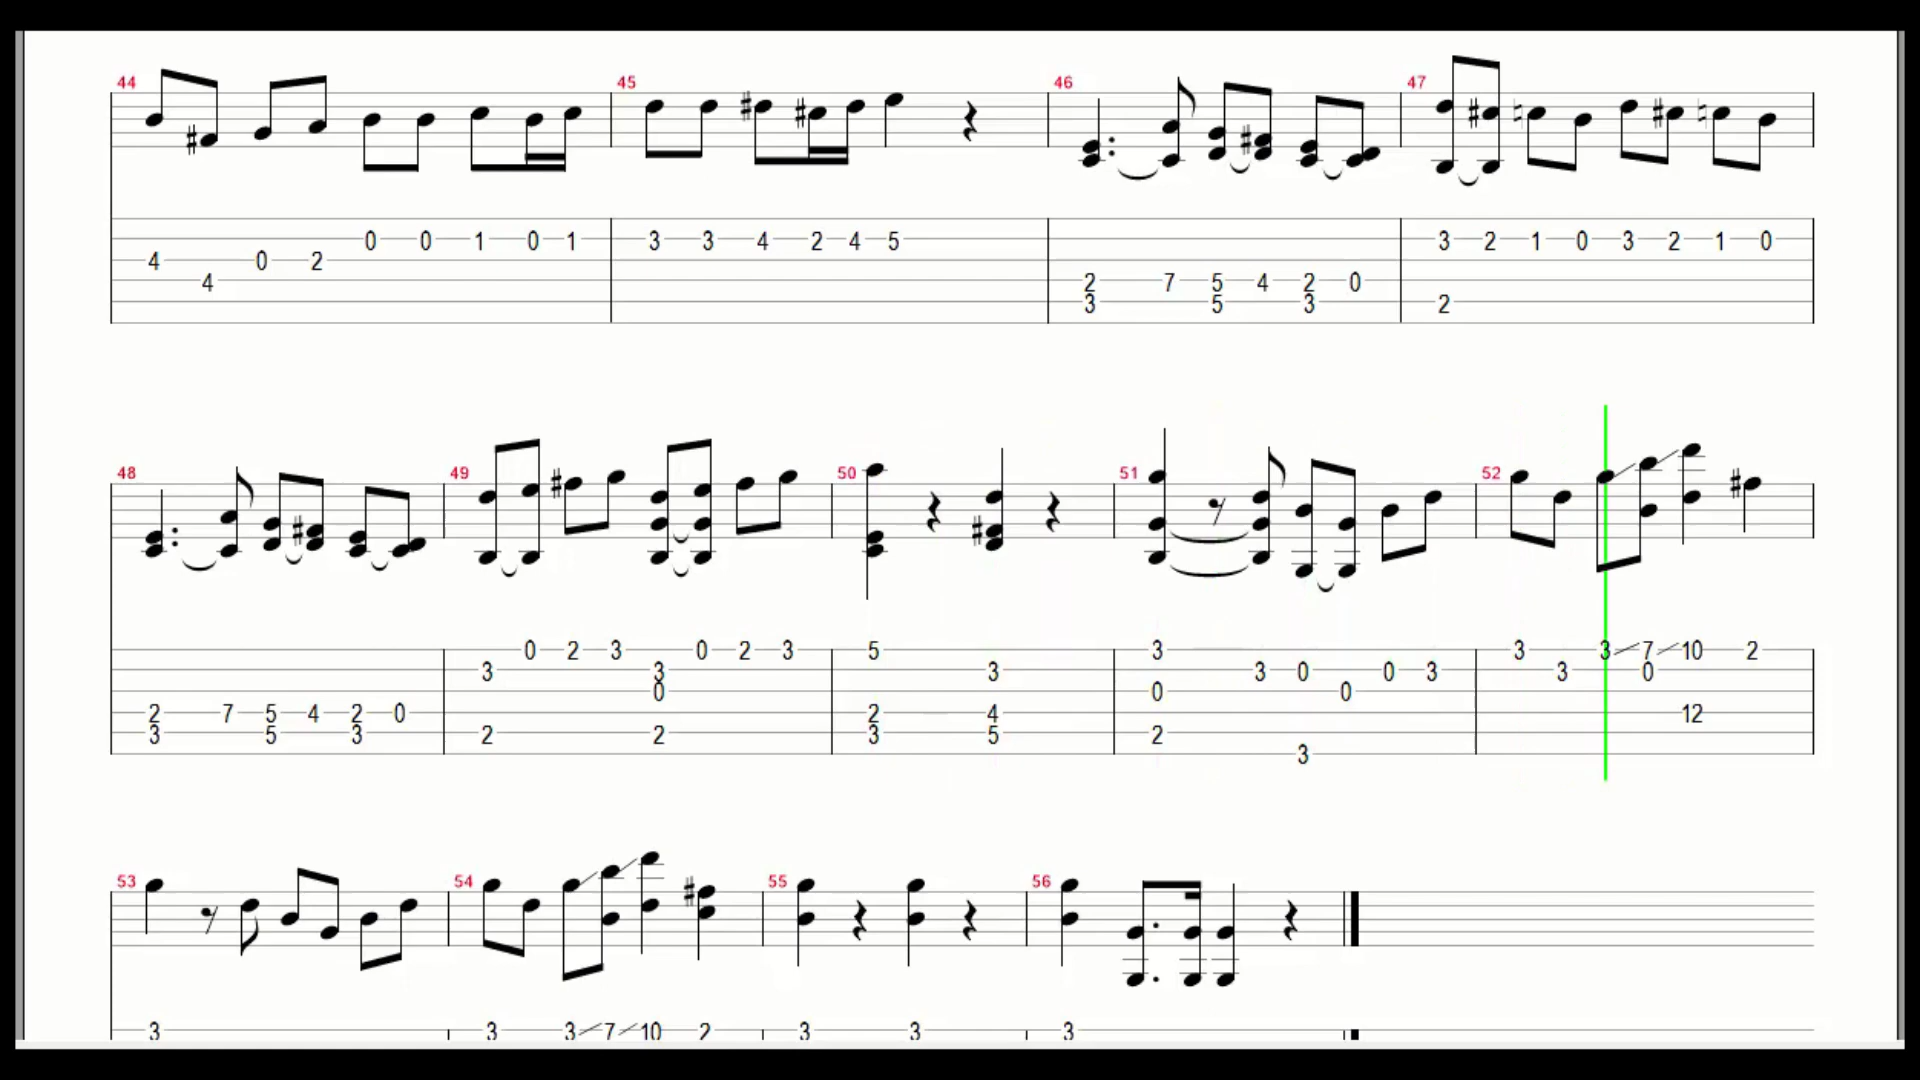 44 45 46 47
0 0 1 0 1 3 3 4 2 4 5 3 2 1 0 3 2 1 0
4 0 2
4 2 7 5 4 2 0
3 5 3 2
48 49 50 51 52
0 2 3 0 2 3 5 3 3 3 7 10 2
3 3 3 3 0 0 3 3 0
0 0 0
2 7 5 4 2 0 2 4 12
3 5 3 2 2 3 5 2
3
53 54 55 56
3 3 3 7 10 2 3 3 3